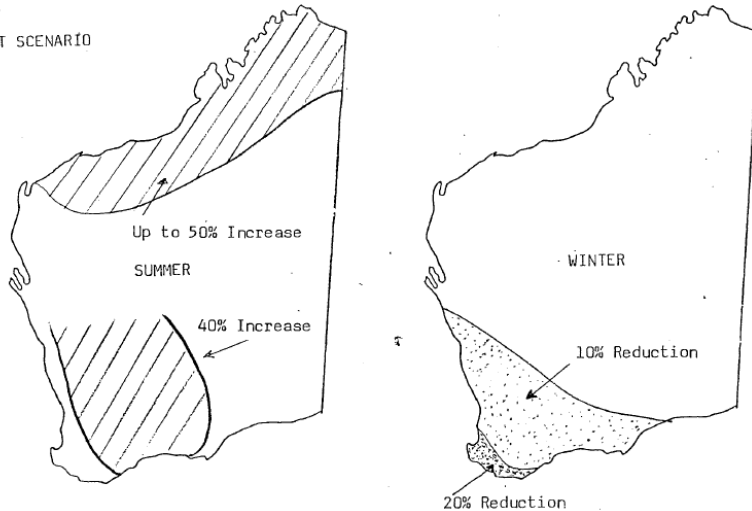 T SCENARIO
Up to 50% Increase
SUMMER
40% Increase
WINTER
10% Reduction
20% Reduction